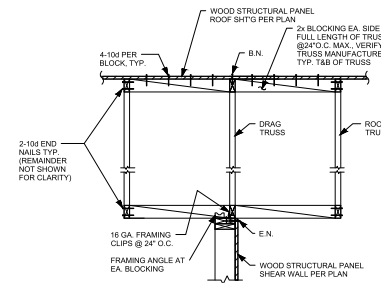 WOOD STRUCTURAL PANEL
ROOF SHT'G PER PLAN
2x BLOCKING EA. SIDE
FULL LENGTH OF TRUS
@24"O.C. MAX., VERIFY
TRUSS MANUFACTURE
TYP. T&B OF TRUSS
4-10d PER
BLOCK, TYP.
B.N.
DRAG
TRUSS
ROO
TRU
2-10d END
NAILS TYP.
(REMAINDER
NOT SHOWN
FOR CLARITY)
16 GA. FRAMING
CLIPS @ 24" O.C.
E.N.
FRAMING ANGLE AT
EA. BLOCKING
WOOD STRUCTURAL PANEL
SHEAR WALL PER PLAN